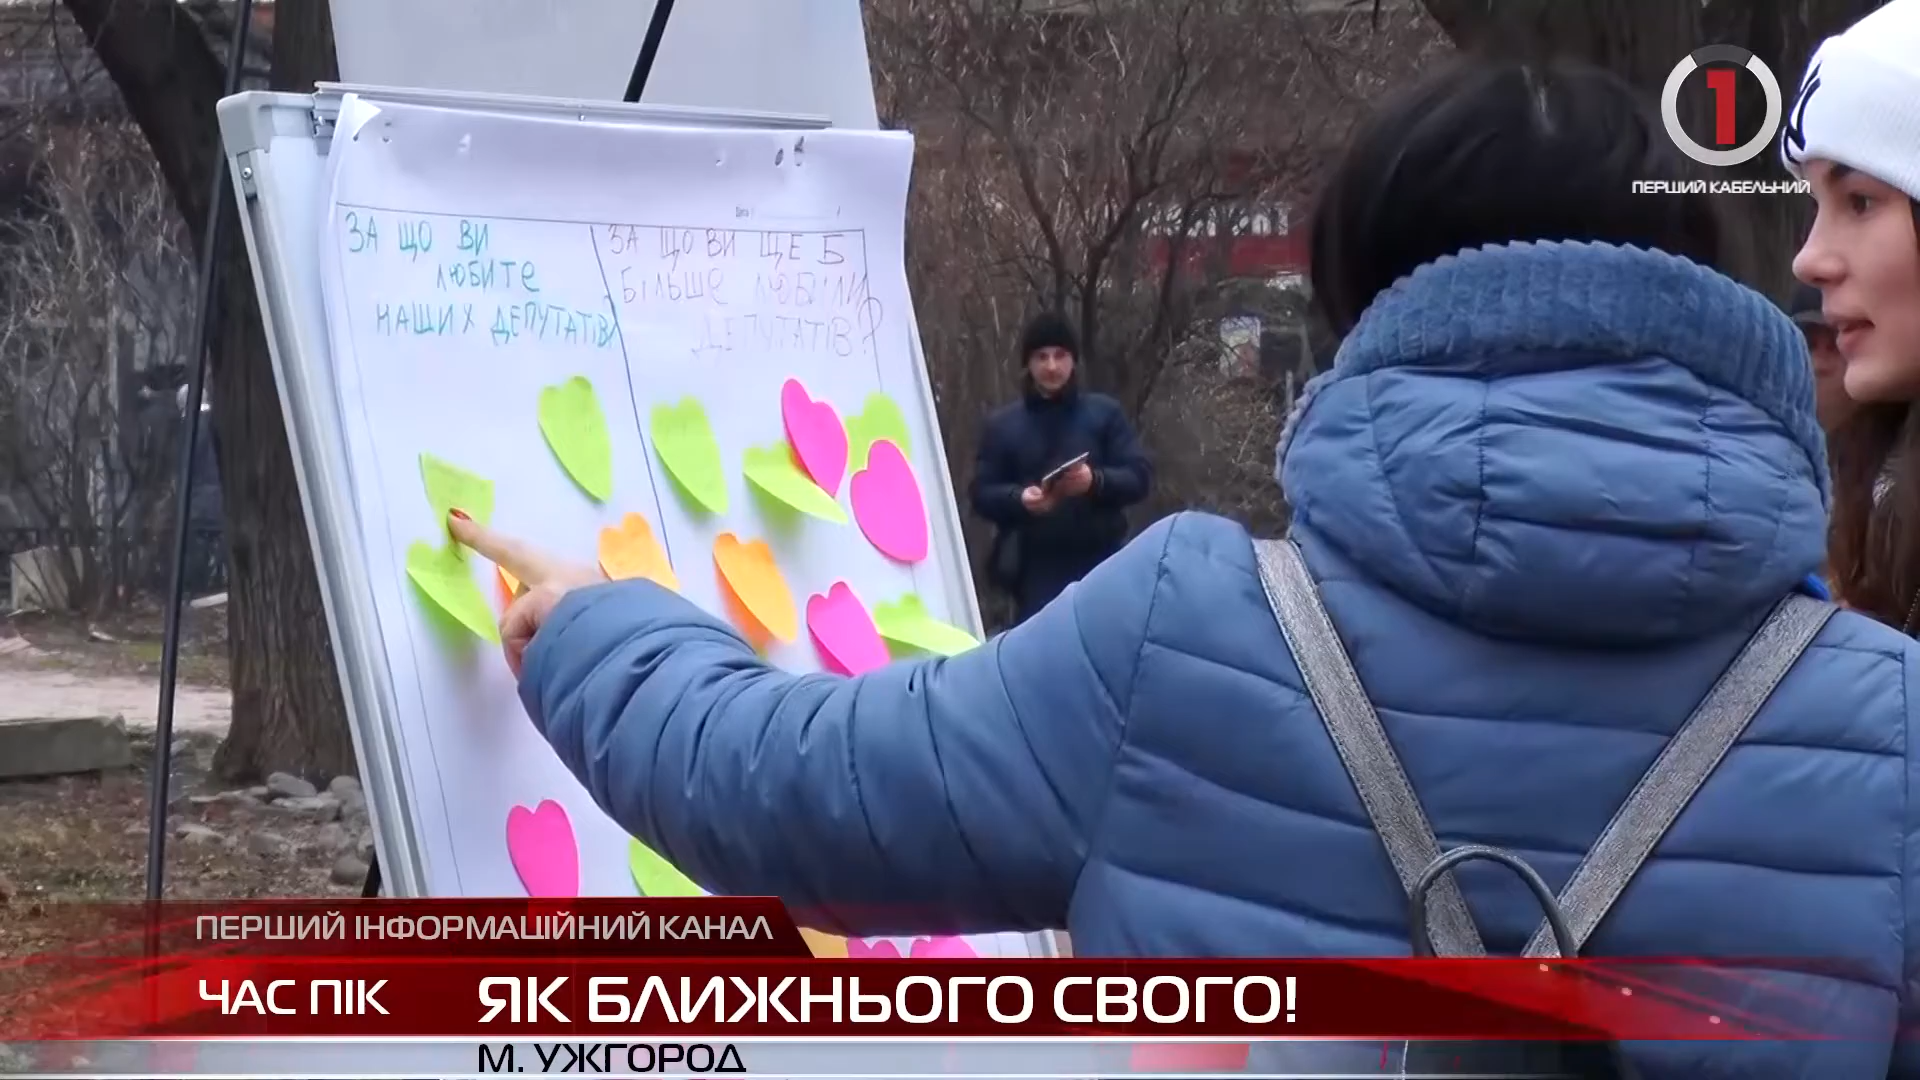 ПЕРШИЙ КАБЕЛЬНИЙ
ЗА ЩО ВИ
ЛЮБИТЕ
НАШИХ ДЕПУТАТІВ?
ЗА ЩО ВИ ЩЕ Б
БІЛЬШЕ ЛЮБИЛИ
ДЕПУТАТІВ?
ПЕРШИЙ ІНФОРМАЦІЙНИЙ КАНАЛ
ЧАС ПІК
ЯК БЛИЖНЬОГО СВОГО!
М. УЖГОРОД